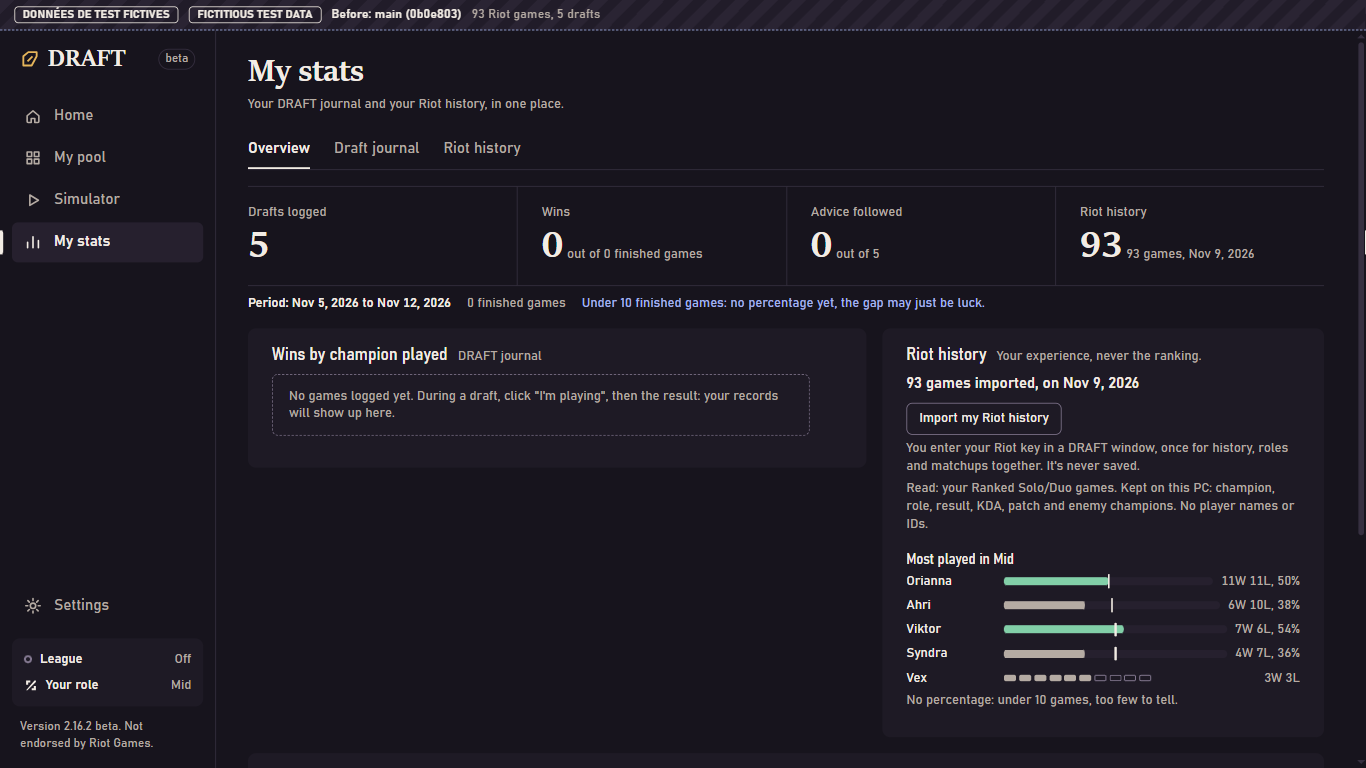 DONNÉES DE TEST FICTIVES
FICTITIOUS TEST DATA
Before: main (0b0e803)
93 Riot games, 5 drafts
DRAFT
beta
Home
My pool
Simulator
My stats
Settings
League
Off
Your role
Mid
Version 2.16.2 beta. Not
endorsed by Riot Games.
My stats
Your DRAFT journal and your Riot history, in one place.
Overview
Draft journal
Riot history
Drafts logged
5
Wins
0 out of 0 finished games
Advice followed
0 out of 5
Riot history
93 93 games, Nov 9, 2026
Period: Nov 5, 2026 to Nov 12, 2026
0 finished games
Under 10 finished games: no percentage yet, the gap may just be luck.
Wins by champion played
DRAFT journal
No games logged yet. During a draft, click "I'm playing", then the result: your records
will show up here.
Riot history
Your experience, never the ranking.
93 games imported, on Nov 9, 2026
Import my Riot history
You enter your Riot key in a DRAFT window, once for history, roles
and matchups together. It's never saved.
Read: your Ranked Solo/Duo games. Kept on this PC: champion,
role, result, KDA, patch and enemy champions. No player names or
IDs.
Most played in Mid
Orianna
11W 11L, 50%
Ahri
6W 10L, 38%
Viktor
7W 6L, 54%
Syndra
4W 7L, 36%
Vex
3W 3L
No percentage: under 10 games, too few to tell.